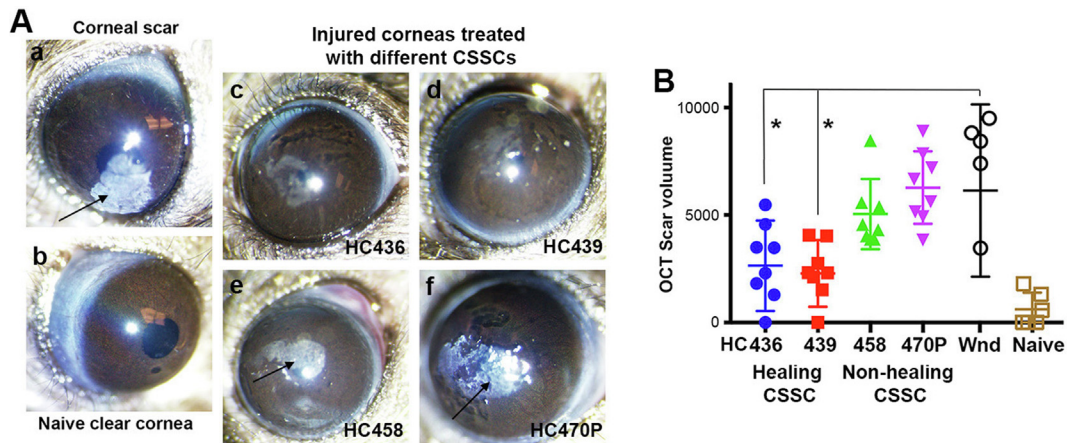 A
Corneal scar
a
b
Naive clear cornea
Injured corneas treated
with different CSSCs
c
HC436
d
HC439
e
HC458
f
HC470P
B
OCT Scar voluume
10000
5000
0
*
*
HC 436 439 458 470P Wnd Naive
Healing
CSSC
Non-healing
CSSC